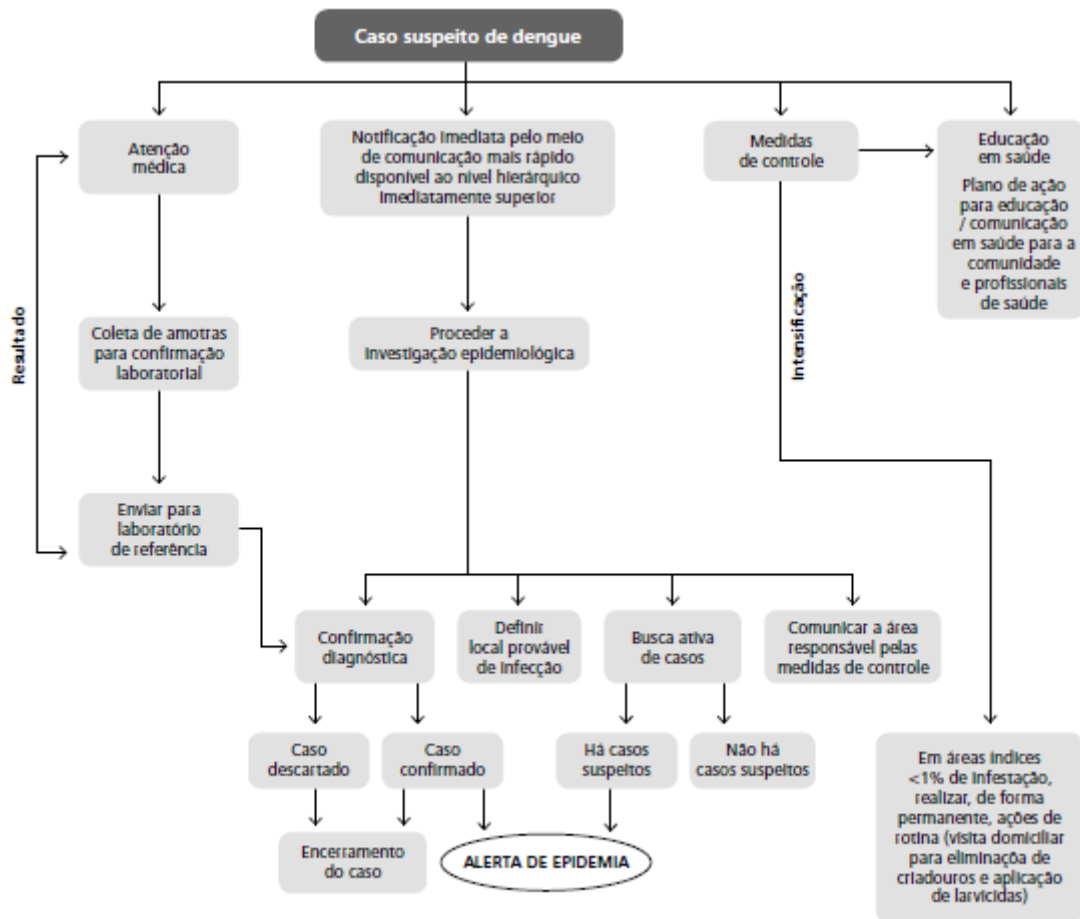 Caso suspeito de dengue
Atenção
médica
Notificação imediata pelo meio
de comunicação mais rápido
disponível ao nível hierárquico
imediatamente superior
Medidas
de controle
Educação
em saúde
Plano de ação
para educação
/ comunicação
em saúde para a
comunidade
e profissionais
de saúde
Resultado
Intensificação
Coleta de amotras
para confirmação
laboratorial
Proceder a
investigação epidemiológica
Enviar para
laboratório
de referência
Confirmação
diagnóstica
Definir
local provável
de infecção
Busca ativa
de casos
Comunicar a área
responsável pelas
medidas de controle
Caso
descartado
Caso
confirmado
Há casos
suspeitos
Não há
casos suspeitos
Em áreas índices
<1% de infestação,
realizar, de forma
permanente, ações de
rotina (visita domiciliar
para eliminaçõa de
criadouros e aplicação
de larvicidas)
Encerramento
do caso
ALERTA DE EPIDEMIA